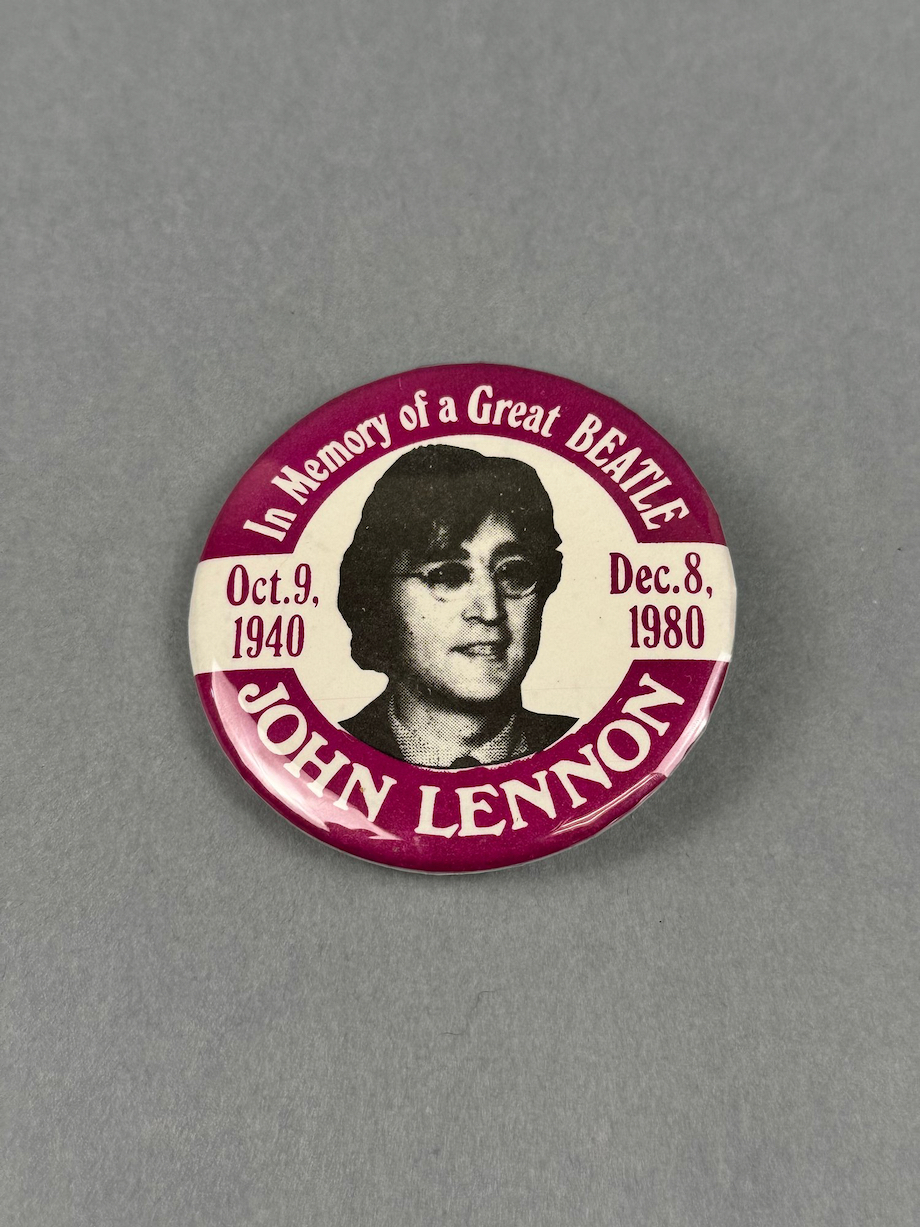 In Memory of a Great BEATLE
Oct.9,
1940
Dec.8,
1980
JOHN LENNON